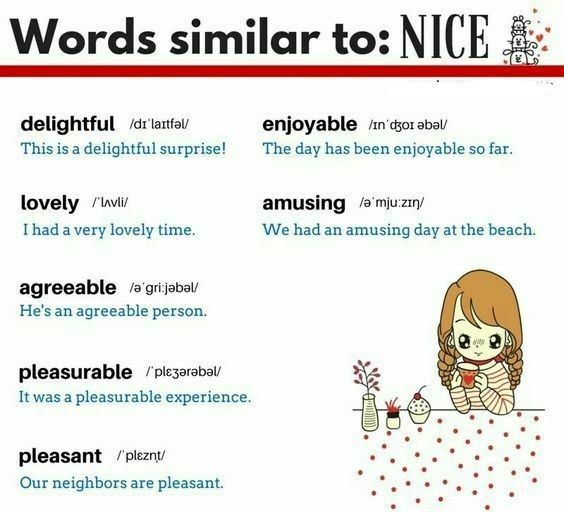 Words similar to: NICE
delightful /dɪˈlaɪtfəl/
This is a delightful surprise!
enjoyable /ɪnˈʤɔɪ əbəl/
The day has been enjoyable so far.
lovely /ˈlʌvli/
I had a very lovely time.
amusing /əˈmjuːzɪŋ/
We had an amusing day at the beach.
agreeable /əˈgriːjəbəl/
He's an agreeable person.
pleasurable /ˈplɛʒərəbəl/
It was a pleasurable experience.
pleasant /ˈplɛzn̩t/
Our neighbors are pleasant.